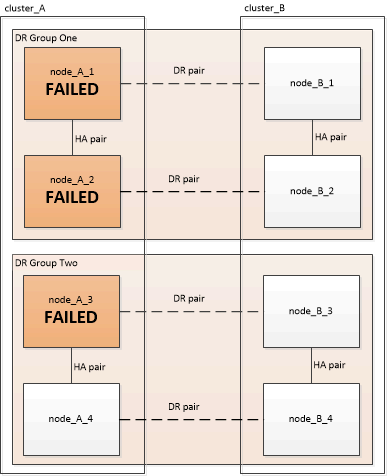 cluster_A
cluster_B
DR Group One
node_A_1
FAILED
DR pair
node_B_1
HA pair
HA pair
node_A_2
FAILED
DR pair
node_B_2
DR Group Two
node_A_3
FAILED
DR pair
node_B_3
HA pair
HA pair
node_A_4
DR pair
node_B_4